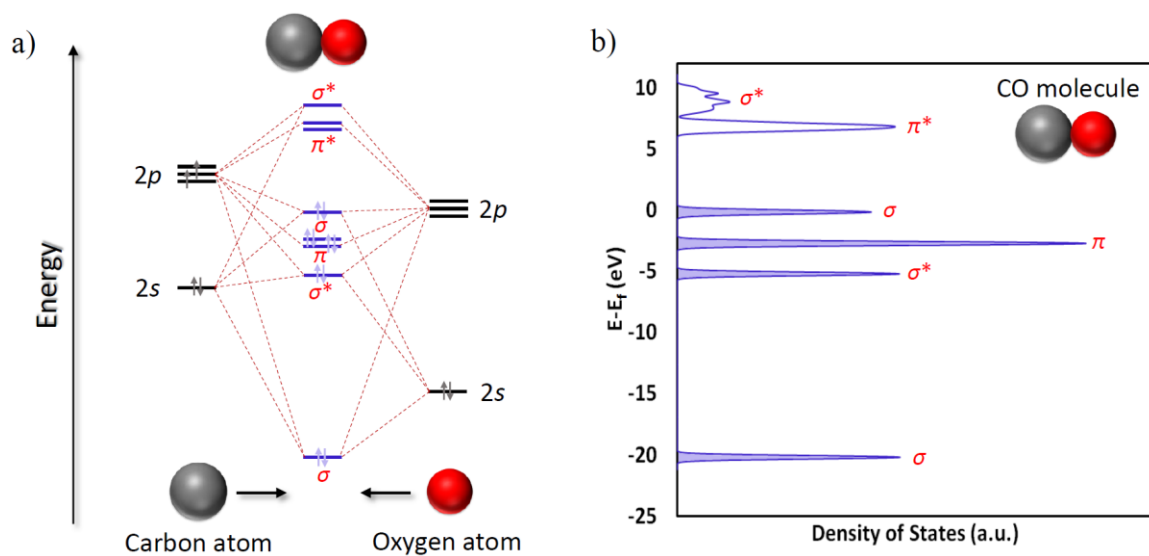 a)
Energy
σ*
π*
2p
2p
σ
π
2s
σ*
2s
σ
Carbon atom
Oxygen atom
b)
10
5
0
-5
-10
-15
-20
-25
E-Ef (eV)
CO molecule
σ*
π*
σ
π
σ*
σ
Density of States (a.u.)